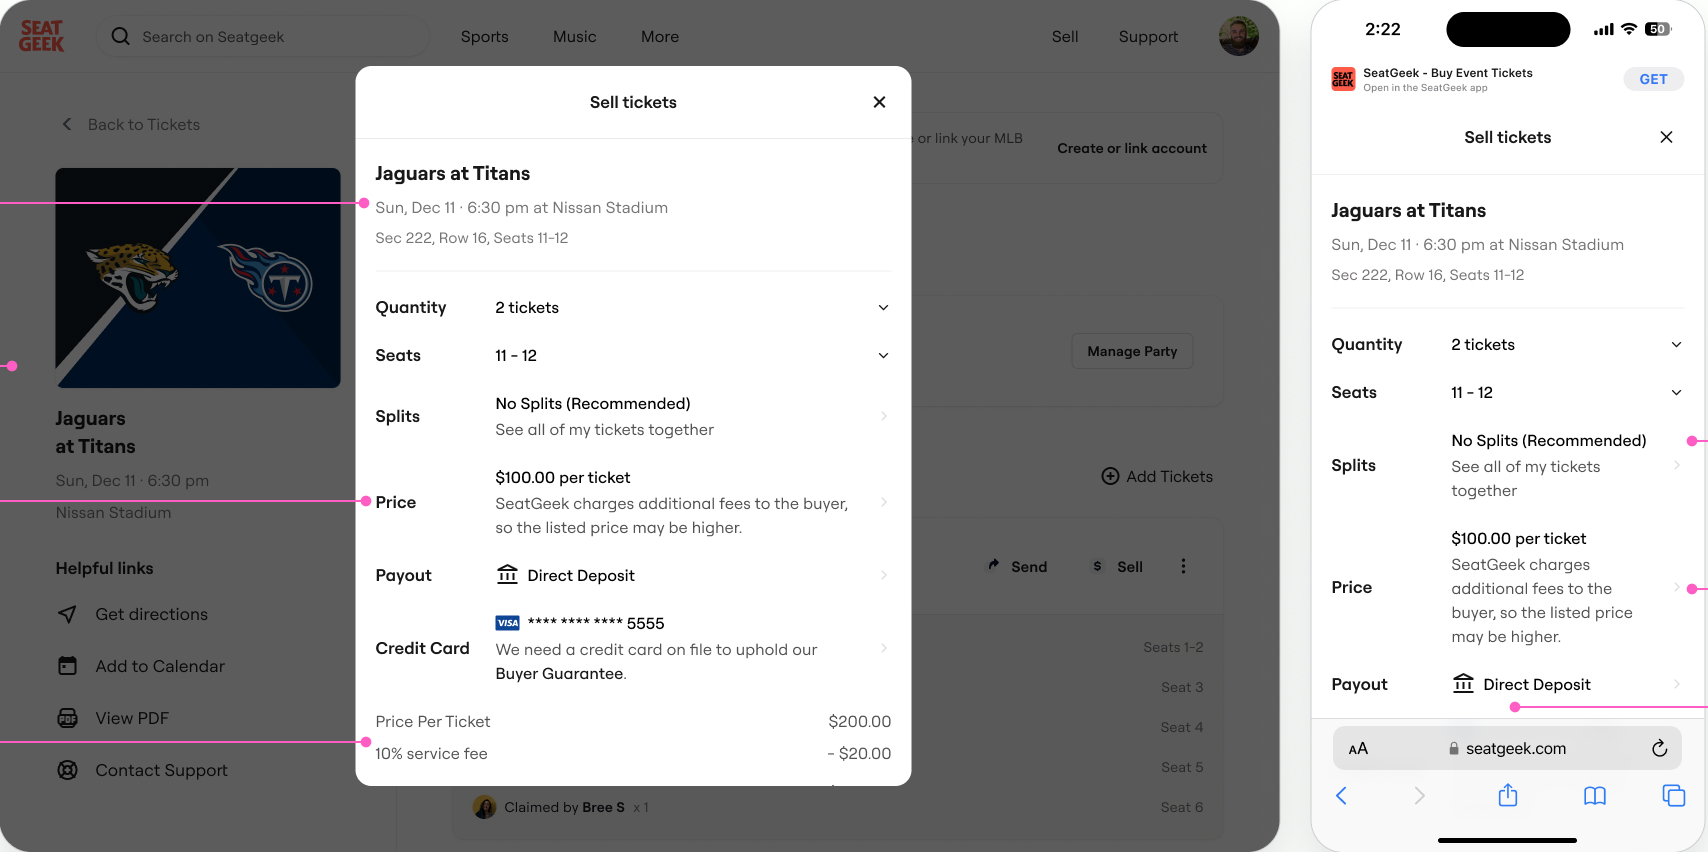 SEAT
GEEK
Search on Seatgeek
Sports
Music
More
Sell
Support
Back to Tickets
Jaguars
at Titans
Sun, Dec 11 · 6:30 pm
Nissan Stadium
Helpful links
Get directions
Add to Calendar
PDF
View PDF
Contact Support
or link your MLB
Create or link account
Manage Party
Add Tickets
Send
$
Sell
Seats 1-2
Seat 3
Seat 4
Seat 5
Claimed by Bree S x 1
Seat 6
Sell tickets
Jaguars at Titans
Sun, Dec 11 · 6:30 pm at Nissan Stadium
Sec 222, Row 16, Seats 11-12
Quantity
2 tickets
Seats
11 - 12
Splits
No Splits (Recommended)
See all of my tickets together
Price
$100.00 per ticket
SeatGeek charges additional fees to the buyer,
so the listed price may be higher.
Payout
Direct Deposit
Credit Card
VISA **** **** **** 5555
We need a credit card on file to uphold our
Buyer Guarantee.
Price Per Ticket
$200.00
10% service fee
- $20.00
2:22
50
SEAT
GEEK
SeatGeek - Buy Event Tickets
Open in the SeatGeek app
GET
Sell tickets
Jaguars at Titans
Sun, Dec 11 · 6:30 pm at Nissan Stadium
Sec 222, Row 16, Seats 11-12
Quantity
2 tickets
Seats
11 - 12
Splits
No Splits (Recommended)
See all of my tickets
together
Price
$100.00 per ticket
SeatGeek charges
additional fees to the
buyer, so the listed price
may be higher.
Payout
Direct Deposit
AA
seatgeek.com